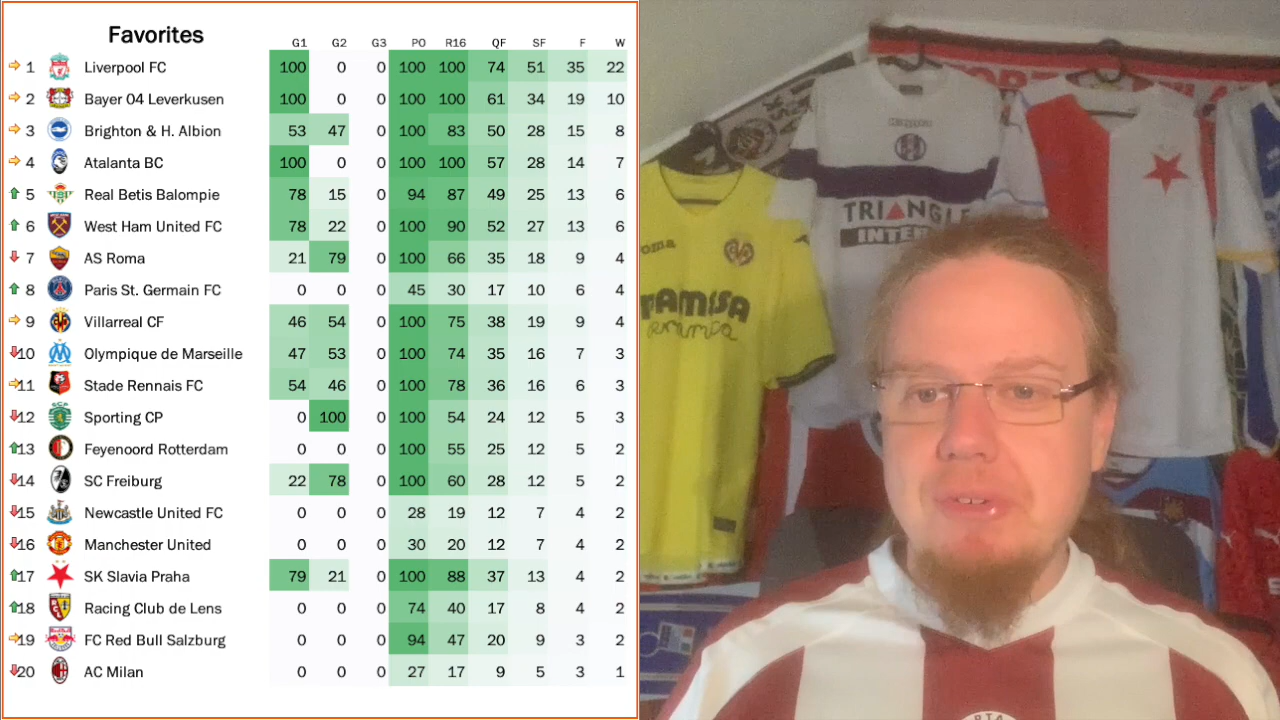 Favorites
G1 G2 G3 PO R16 QF SF F W
1 Liverpool FC 100 0 0 100 100 74 51 35 22
2 Bayer 04 Leverkusen 100 0 0 100 100 61 34 19 10
3 Brighton & H. Albion 53 47 0 100 83 50 28 15 8
4 Atalanta BC 100 0 0 100 100 57 28 14 7
5 Real Betis Balompie 78 15 0 94 87 49 25 13 6
6 West Ham United FC 78 22 0 100 90 52 27 13 6
7 AS Roma 21 79 0 100 66 35 18 9 4
8 Paris St. Germain FC 0 0 0 45 30 17 10 6 4
9 Villarreal CF 46 54 0 100 75 38 19 9 4
10 Olympique de Marseille 47 53 0 100 74 35 16 7 3
11 Stade Rennais FC 54 46 0 100 78 36 16 6 3
12 Sporting CP 0 100 0 100 54 24 12 5 3
13 Feyenoord Rotterdam 0 0 0 100 55 25 12 5 2
14 SC Freiburg 22 78 0 100 60 28 12 5 2
15 Newcastle United FC 0 0 0 28 19 12 7 4 2
16 Manchester United 0 0 0 30 20 12 7 4 2
17 SK Slavia Praha 79 21 0 100 88 37 13 4 2
18 Racing Club de Lens 0 0 0 74 40 17 8 4 2
19 FC Red Bull Salzburg 0 0 0 94 47 20 9 3 2
20 AC Milan 0 0 0 27 17 9 5 3 1
TRIANGLE
INTER